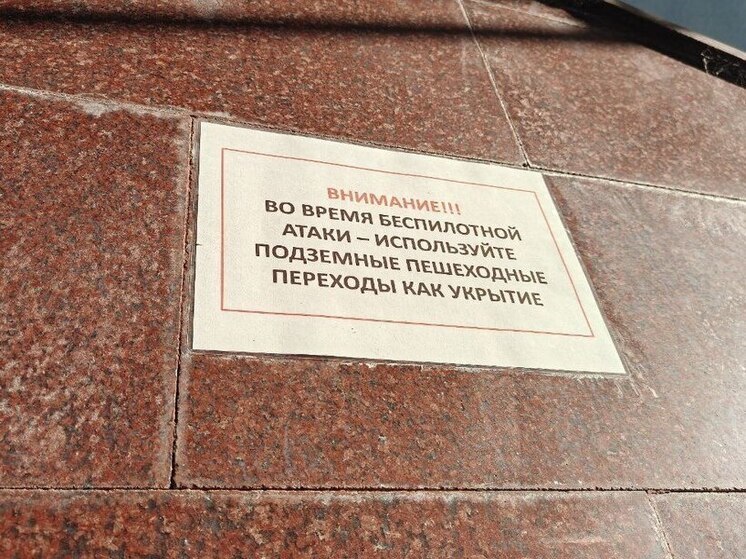 ВНИМАНИЕ!!!
ВО ВРЕМЯ БЕСПИЛОТНОЙ
АТАКИ – ИСПОЛЬЗУЙТЕ
ПОДЗЕМНЫЕ ПЕШЕХОДНЫЕ
ПЕРЕХОДЫ КАК УКРЫТИЕ